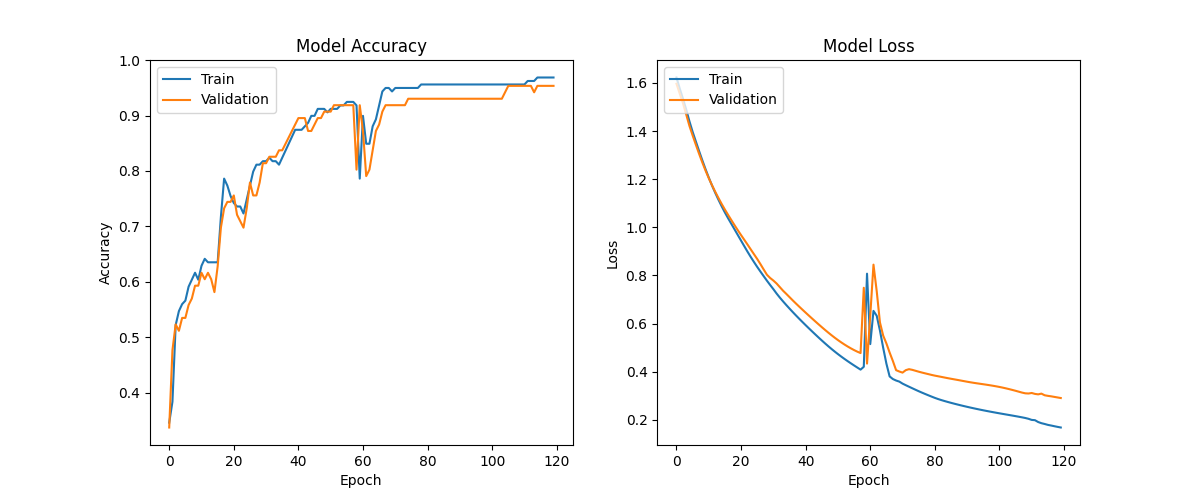 Model Accuracy
Train
Validation
1.0
0.9
0.8
0.7
0.6
0.5
0.4
Accuracy
0 20 40 60 80 100 120
Epoch
Model Loss
Train
Validation
1.6
1.4
1.2
1.0
0.8
0.6
0.4
0.2
Loss
0 20 40 60 80 100 120
Epoch